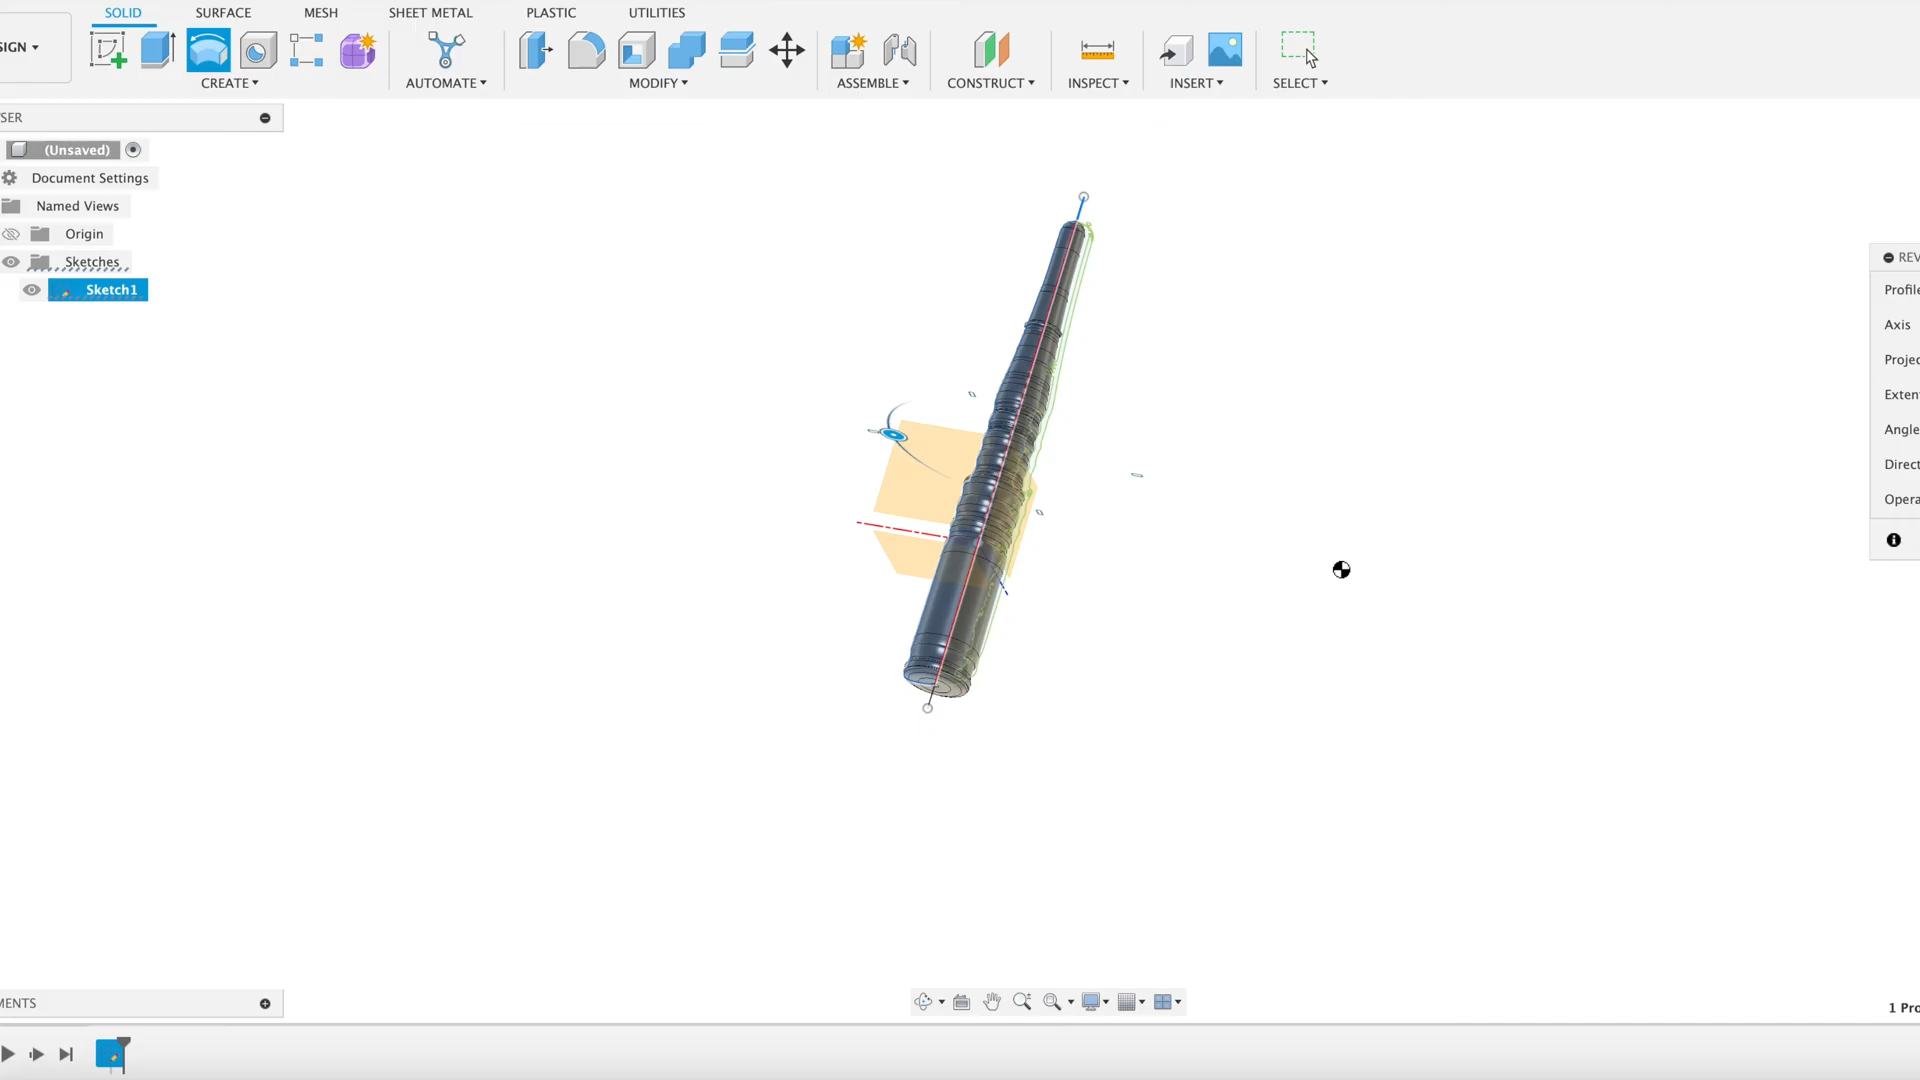 SOLID SURFACE MESH SHEET METAL PLASTIC UTILITIES
SIGN
CREATE AUTOMATE MODIFY ASSEMBLE CONSTRUCT INSPECT INSERT SELECT
SER
(Unsaved)
Document Settings
Named Views
Origin
Sketches
Sketch1
REV
Profile
Axis
Projec
Exten
Angle
Direct
Opera
MENTS
1 Pro